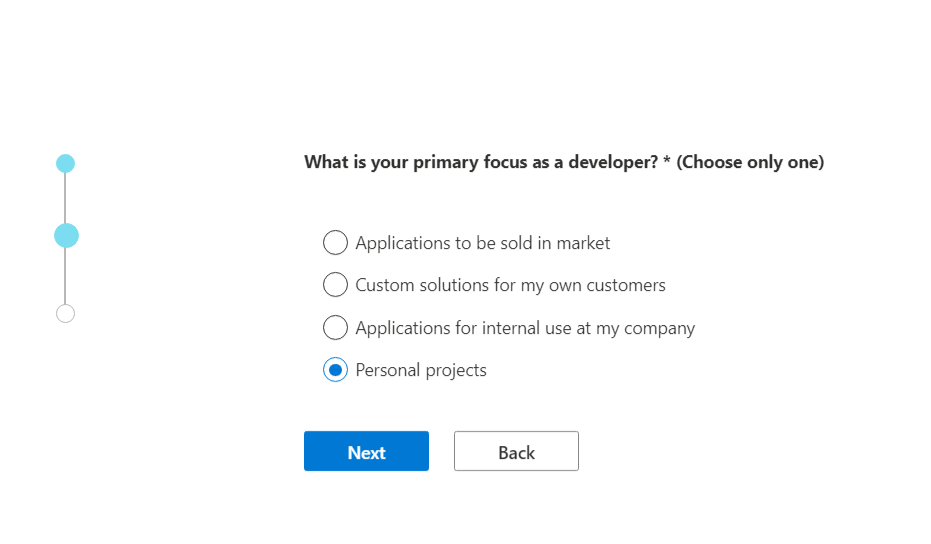 What is your primary focus as a developer? * (Choose only one)
Applications to be sold in market
Custom solutions for my own customers
Applications for internal use at my company
Personal projects
Next
Back